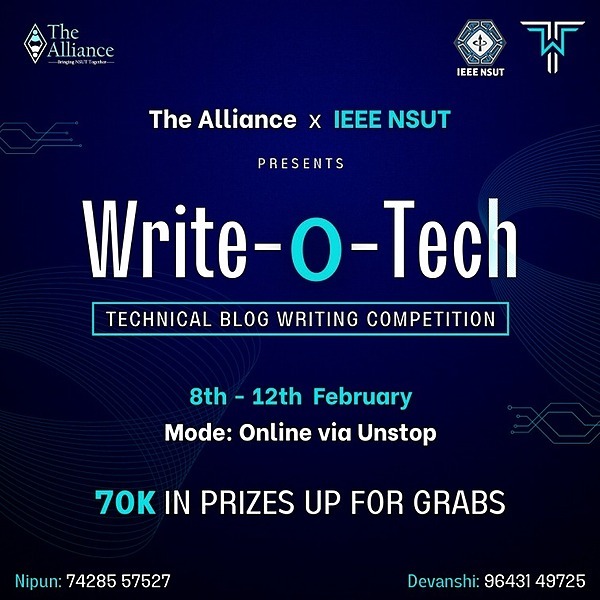 The
Alliance
Bringing NSUT Together
IEEE NSUT
The Alliance x IEEE NSUT
PRESENTS
Write-o-Tech
TECHNICAL BLOG WRITING COMPETITION
8th - 12th February
Mode: Online via Unstop
70K IN PRIZES UP FOR GRABS
Nipun: 74285 57527
Devanshi: 96431 49725